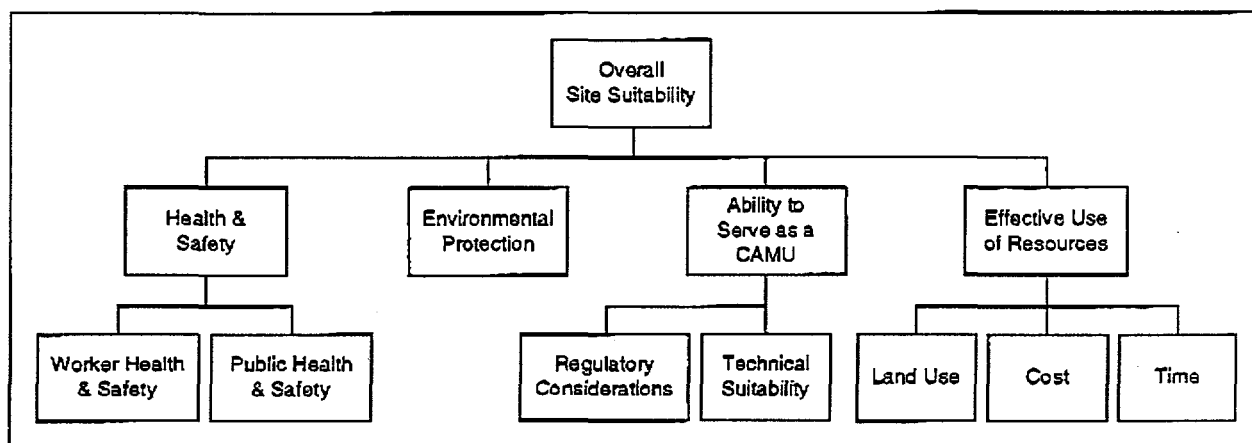 Overall
Site Suitability
Health &
Safety
Environmental
Protection
Ability to
Serve as a
CAMU
Effective Use
of Resources
Worker Health
& Safety
Public Health
& Safety
Regulatory
Considerations
Technical
Suitability
Land Use
Cost
Time